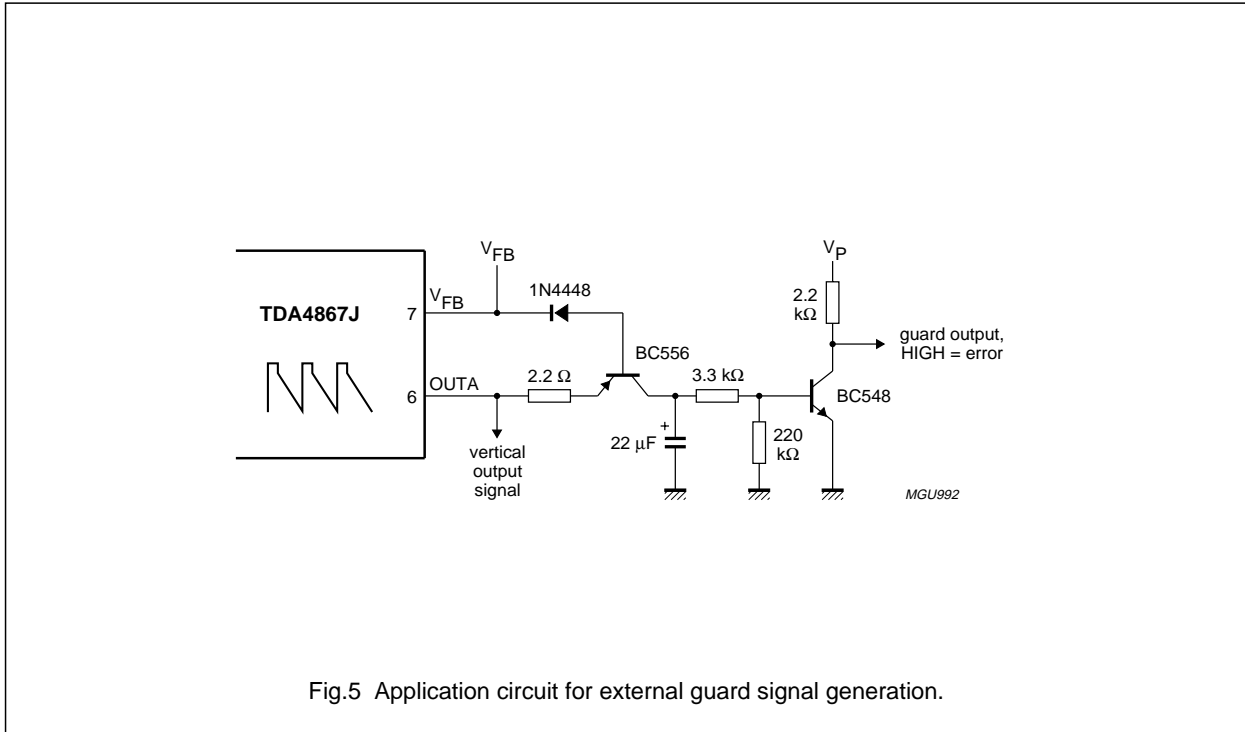 V_FB
V_P
V_FB
1N4448
2.2
kΩ
TDA4867J
7
guard output,
HIGH = error
BC556
6
OUTA
2.2 Ω
3.3 kΩ
BC548
+
22 μF
220
kΩ
vertical
output
signal
MGU992
Fig.5 Application circuit for external guard signal generation.